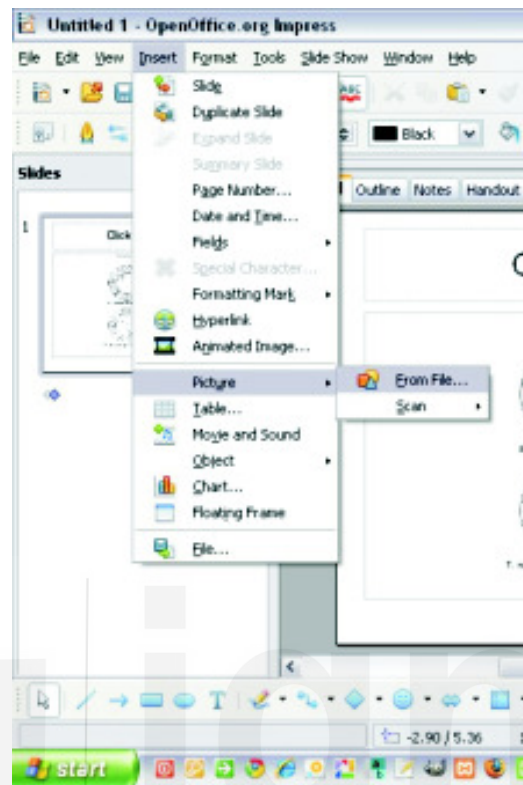 Untitled 1 - OpenOffice.org Impress
File Edit View Insert Format Tools Slide Show Window Help
Slide
Duplicate Slide
Expand Slide
Summary Slide
Page Number...
Date and Time...
Fields
Special Character...
Formatting Mark
Hyperlink
Animated Image...
Picture
From File...
Scan
Table...
Movie and Sound
Object
Chart...
Floating Frame
File...
ABC
Black
Slides
Outline Notes Handout
1
Click
-2.90 / 5.36
start